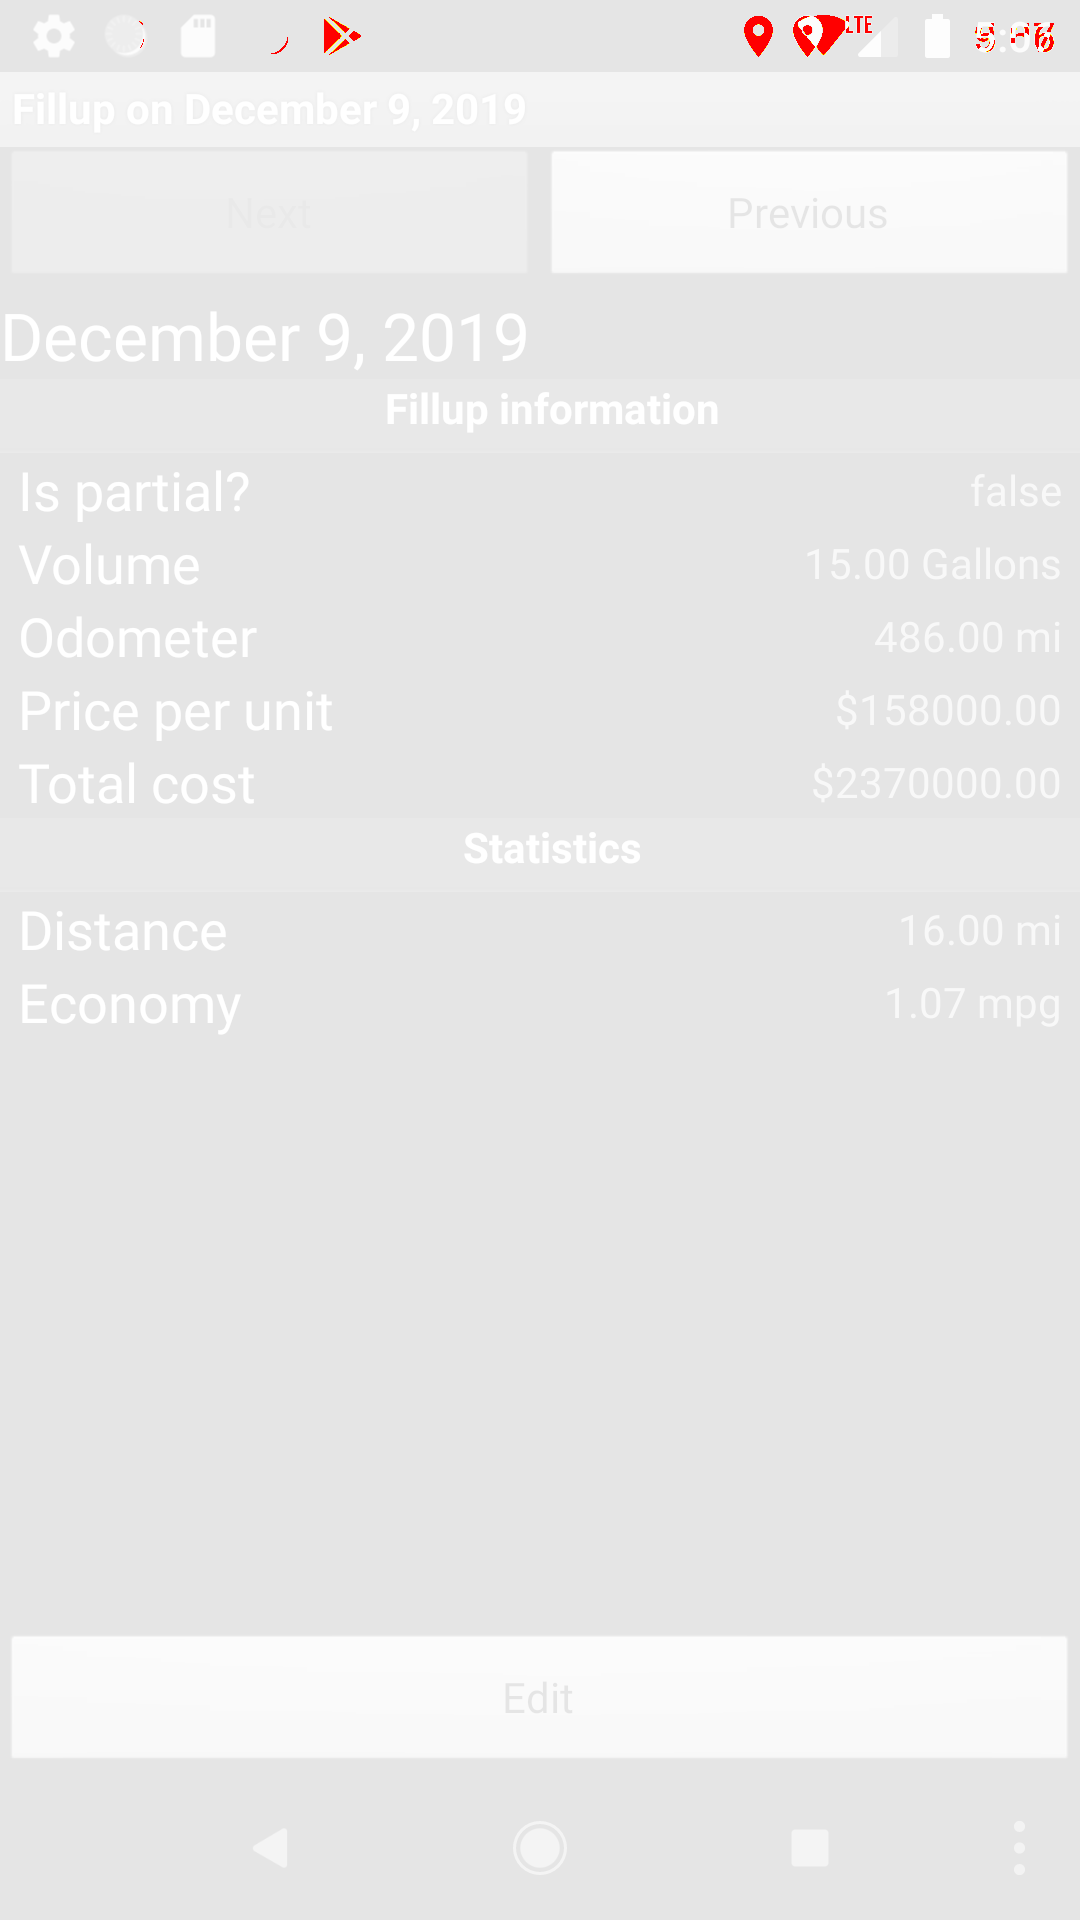 LTE
Fillup on December 9, 2019
Next
Previous
December 9, 2019
Fillup information
Is partial?
false
Volume
15.00 Gallons
Odometer
486.00 mi
Price per unit
$158000.00
Total cost
$2370000.00
Statistics
Distance
16.00 mi
Economy
1.07 mpg
Edit